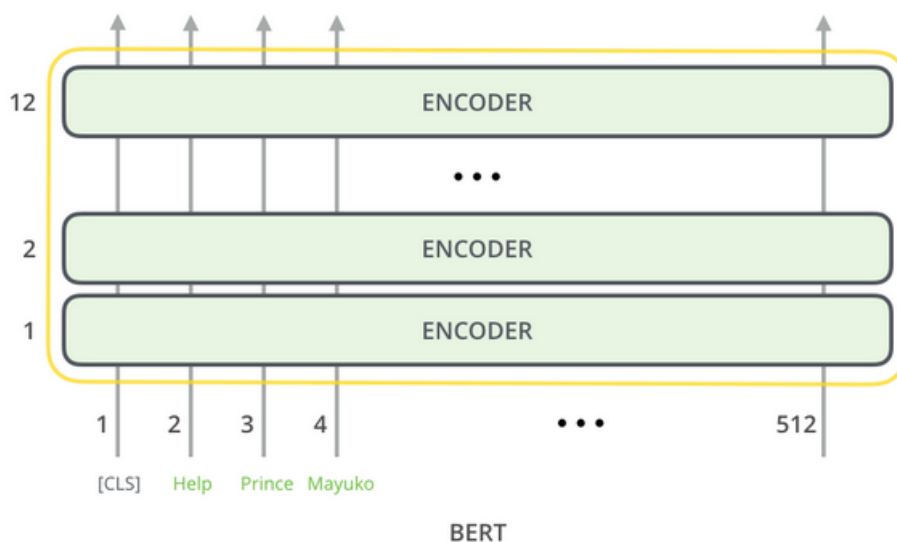 12 ENCODER
...
2 ENCODER
1 ENCODER
1 2 3 4 ... 512
[CLS] Help Prince Mayuko
BERT